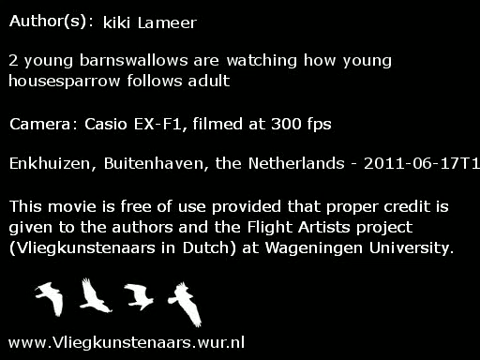 Author(s): kiki Lameer
2 young barnswallows are watching how young
housesparrow follows adult
Camera: Casio EX-F1, filmed at 300 fps
Enkhuizen, Buitenhaven, the Netherlands - 2011-06-17T1
This movie is free of use provided that proper credit is
given to the authors and the Flight Artists project
(Vliegkunstenaars in Dutch) at Wageningen University.
www.Vliegkunstenaars.wur.nl